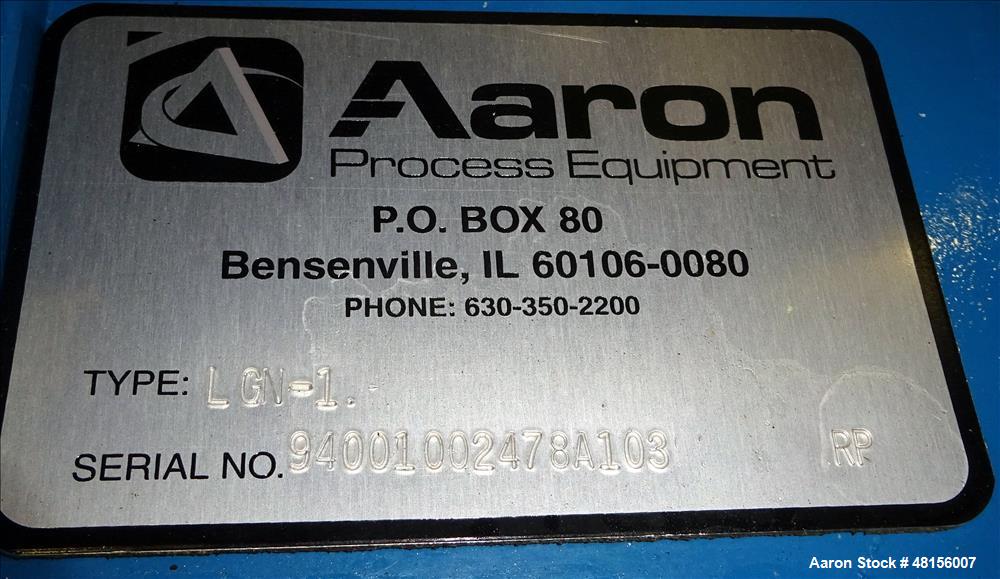 Aaron
Process Equipment
P.O. BOX 80
Bensenville, IL 60106-0080
PHONE: 630-350-2200
TYPE: LGN-1.-
SERIAL NO. 94001002478A103 RP
Aaron Stock # 48156007